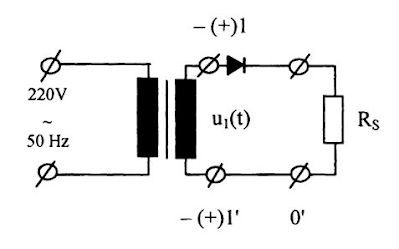 – (+)1
220V
~
50 Hz
u₁(t)
R_S
– (+)1'
0'